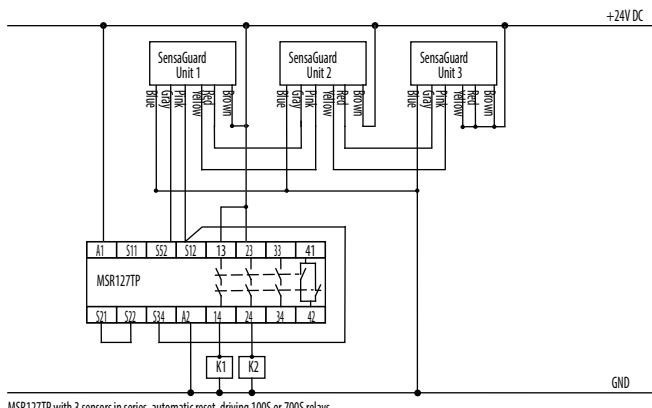 +24V DC
SensaGuard
Unit 1
SensaGuard
Unit 2
SensaGuard
Unit 3
Blue
Gray
Pink
Yellow
Red
Brown
Blue
Gray
Pink
Yellow
Red
Brown
Blue
Gray
Pink
Yellow
Red
Brown
A1 S11 S52 S12 13 23 33 41
MSR127TP
S21 S22 S34 A2 14 24 34 42
K1 K2
GND
MSR127TP with 3 sensors in series, automatic reset, driving 100S or 700S relays